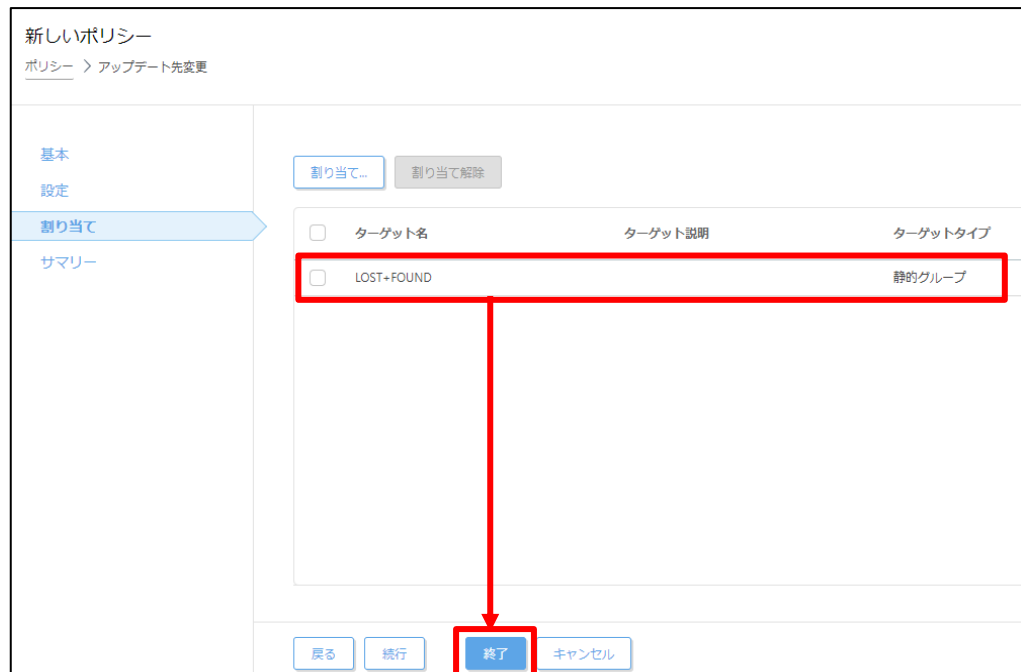 新しいポリシー
ポリシー > アップデート先変更
基本
設定
割り当て
サマリー
割り当て... 割り当て解除
ターゲット名 ターゲット説明 ターゲットタイプ
LOST+FOUND 静的グループ
戻る 続行 終了 キャンセル